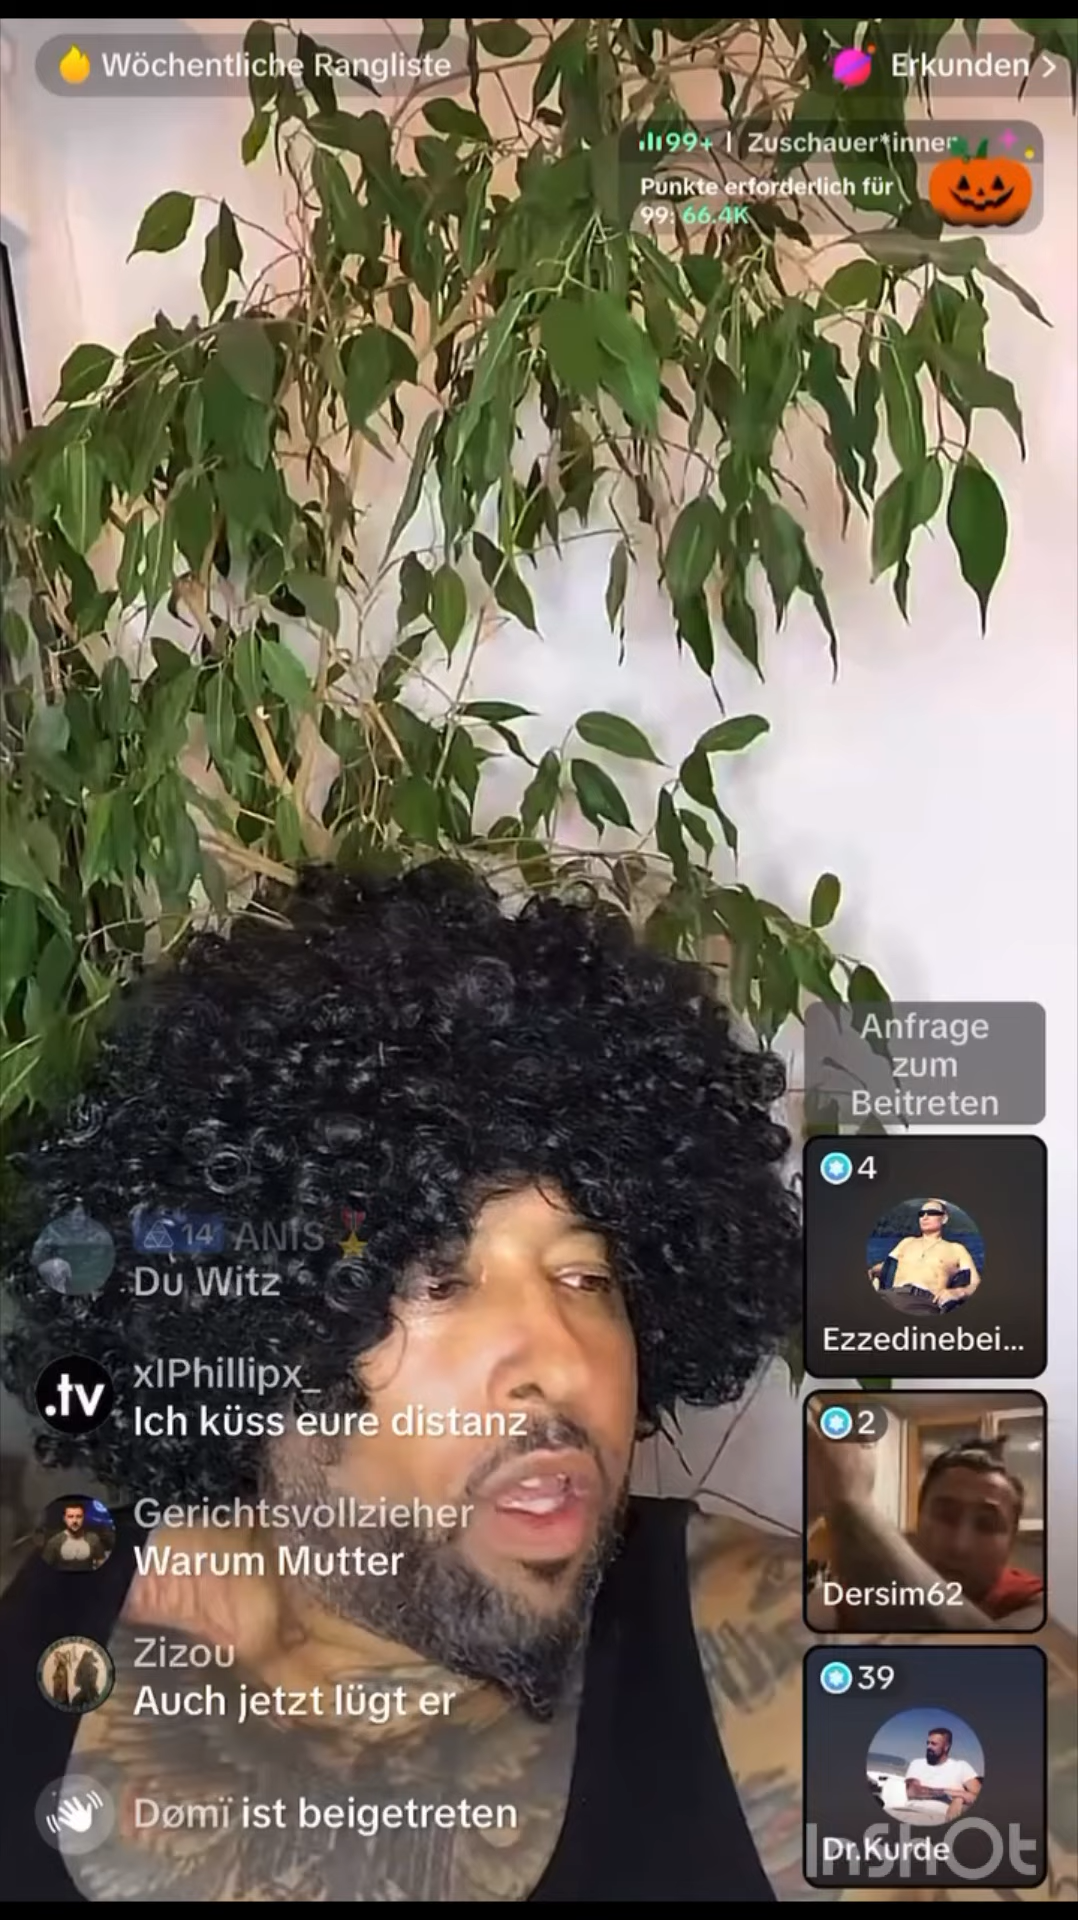 Wöchentliche Rangliste
Erkunden >
99+ | Zuschauer*innen
Punkte erforderlich für
99: 66.4K
Anfrage
zum
Beitreten
4
Ezzedinebei...
14 ANIS
Du Witz
xlPhillipx_
Ich küss eure distanz
.tv
2
Dersim62
Gerichtsvollzieher
Warum Mutter
Zizou
Auch jetzt lügt er
39
Dr.Kurde
Dømï ist beigetreten
InShOt